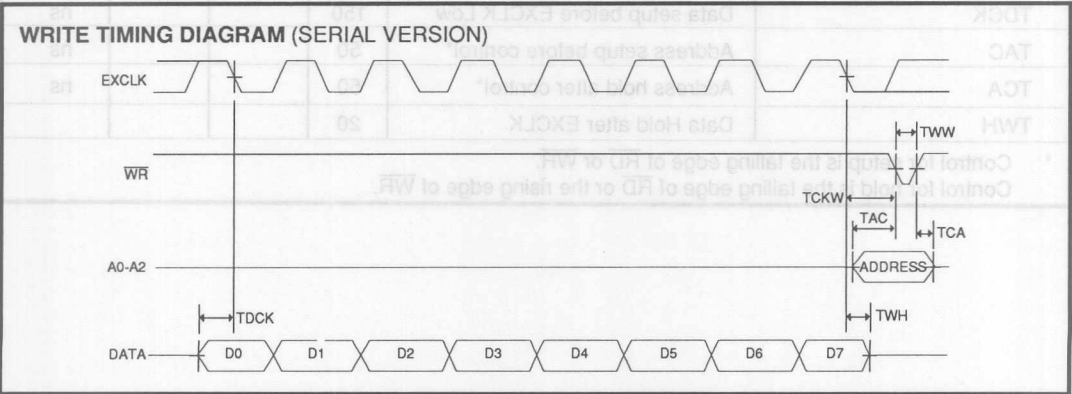 WRITE TIMING DIAGRAM (SERIAL VERSION)
EXCLK
TWW
WR
TCKW
TAC
TCA
A0-A2
ADDRESS
TDCK
TWH
DATA
D0 D1 D2 D3 D4 D5 D6 D7
TDCK Data setup before EXCLK Low 150 ns
TAC Address setup before control* 50 ns
TCA Address hold after control* 50 ns
TWH Data Hold after EXCLK 20
* Control for setup is the falling edge of RD or WR.
Control for hold is the falling edge of RD or the rising edge of WR.